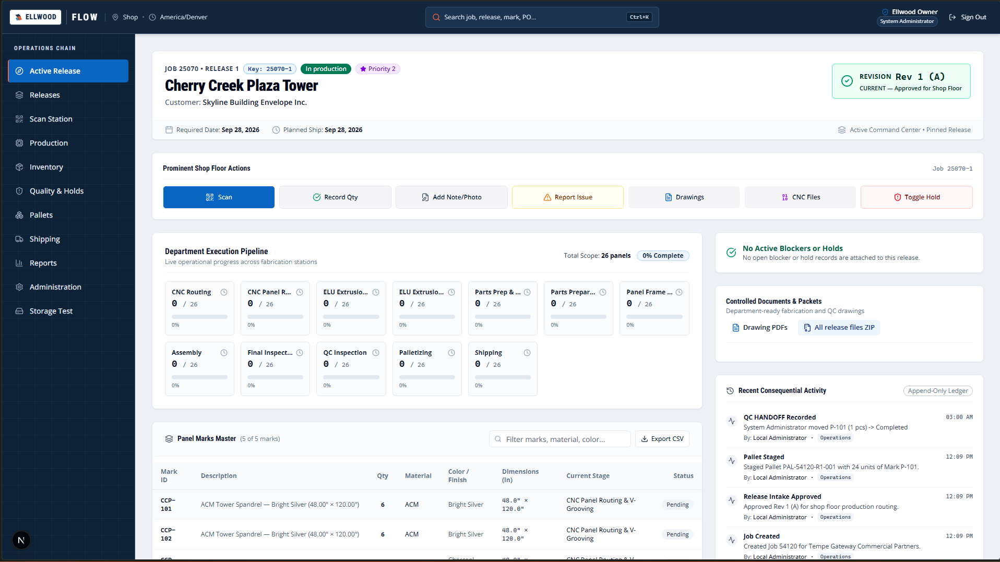 ELLWOOD FLOW Shop • America/Denver Search job, release, mark, PO... Ctrl+K Ellwood Owner System Administrator Sign Out
OPERATIONS CHAIN
Active Release
Releases
Scan Station
Production
Inventory
Quality & Holds
Pallets
Shipping
Reports
Administration
Storage Test
N
JOB 25070 • RELEASE 1 Key: 25070-1 In production Priority 2
Cherry Creek Plaza Tower
Customer: Skyline Building Envelope Inc.
REVISION Rev 1 (A)
CURRENT — Approved for Shop Floor
Required Date: Sep 28, 2026 Planned Ship: Sep 28, 2026 Active Command Center • Pinned Release
Prominent Shop Floor Actions Job 25070-1
Scan Record Qty Add Note/Photo Report Issue Drawings CNC Files Toggle Hold
Department Execution Pipeline
Live operational progress across fabrication stations
Total Scope: 26 panels 0% Complete
CNC Routing CNC Panel R... ELU Extrusio... ELU Extrusio... Parts Prep & ... Parts Prepar... Panel Frame ...
0 / 26 0 / 26 0 / 26 0 / 26 0 / 26 0 / 26 0 / 26
0% 0% 0% 0% 0% 0% 0%
Assembly Final Inspect... QC Inspection Palletizing Shipping
0 / 26 0 / 26 0 / 26 0 / 26 0 / 26
0% 0% 0% 0% 0%
No Active Blockers or Holds
No open blocker or hold records are attached to this release.
Controlled Documents & Packets
Department-ready fabrication and QC drawings
Drawing PDFs All release files ZIP
Panel Marks Master (5 of 5 marks) Filter marks, material, color... Export CSV
Mark ID Description Qty Material Color / Finish Dimensions (In) Current Stage Status
CCP-101 ACM Tower Spandrel — Bright Silver (48.00" × 120.00") 6 ACM Bright Silver 48.0" × 120.0" CNC Panel Routing & V-Grooving Pending
CCP-102 ACM Tower Spandrel — Bright Silver (48.00" × 120.00") 6 ACM Bright Silver 48.0" × 120.0" CNC Panel Routing & V-Grooving Pending
CCP- Charcoal 48.0" × CNC Panel Routing & V-
Recent Consequential Activity Append-Only Ledger
QC HANDOFF Recorded 03:00 AM
System Administrator moved P-101 (1 pcs) -> Completed
By: Local Administrator • Operations
Pallet Staged 12:09 PM
Staged Pallet PAL-54120-R1-001 with 24 units of Mark P-101.
By: Local Administrator • Operations
Release Intake Approved 12:09 PM
Approved Rev 1 (A) for shop floor production routing.
By: Local Administrator • Operations
Job Created 12:09 PM
Created Job 54120 for Tempe Gateway Commercial Partners.
By: Local Administrator • Operations